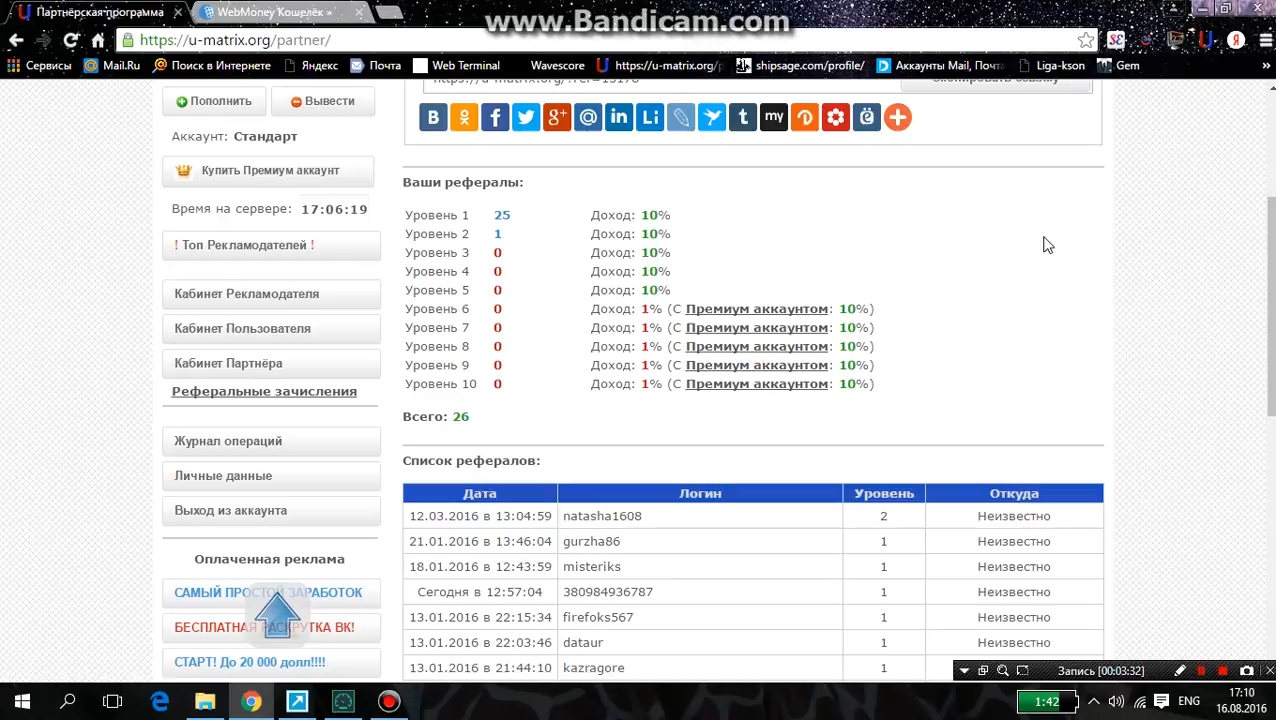 www.Bandicam.com
Партнёрская программа
WebMoney Кошелёк »
https://u-matrix.org/partner/
Сервисы
Mail.Ru
Поиск в Интернете
Яндекс
Почта
Web Terminal
Wavescore
https://u-matrix.org/p
shipsage.com/profile/
Аккаунты Mail, Почта
Liga-kson
Gem
»
Пополнить
Вывести
Аккаунт: Стандарт
Купить Премиум аккаунт
Время на сервере: 17:06:19
! Топ Рекламодателей !
Кабинет Рекламодателя
Кабинет Пользователя
Кабинет Партнёра
Реферальные зачисления
Журнал операций
Личные данные
Выход из аккаунта
Оплаченная реклама
САМЫЙ ПРОСТОЙ ЗАРАБОТОК
БЕСПЛАТНАЯ РАСКРУТКА ВК!
СТАРТ! До 20 000 долл!!!!
Ваши рефералы:
Уровень 1 25 Доход: 10%
Уровень 2 1 Доход: 10%
Уровень 3 0 Доход: 10%
Уровень 4 0 Доход: 10%
Уровень 5 0 Доход: 10%
Уровень 6 0 Доход: 1% (С Премиум аккаунтом: 10%)
Уровень 7 0 Доход: 1% (С Премиум аккаунтом: 10%)
Уровень 8 0 Доход: 1% (С Премиум аккаунтом: 10%)
Уровень 9 0 Доход: 1% (С Премиум аккаунтом: 10%)
Уровень 10 0 Доход: 1% (С Премиум аккаунтом: 10%)
Всего: 26
Список рефералов:
Дата Логин Уровень Откуда
12.03.2016 в 13:04:59 natasha1608 2 Неизвестно
21.01.2016 в 13:46:04 gurzha86 1 Неизвестно
18.01.2016 в 12:43:59 misteriks 1 Неизвестно
Сегодня в 12:57:04 380984936787 1 Неизвестно
13.01.2016 в 22:15:34 firefoks567 1 Неизвестно
13.01.2016 в 22:03:46 dataur 1 Неизвестно
13.01.2016 в 21:44:10 kazragore 1
Запись [00:03:32]
1:42
ENG
17:10
16.08.2016